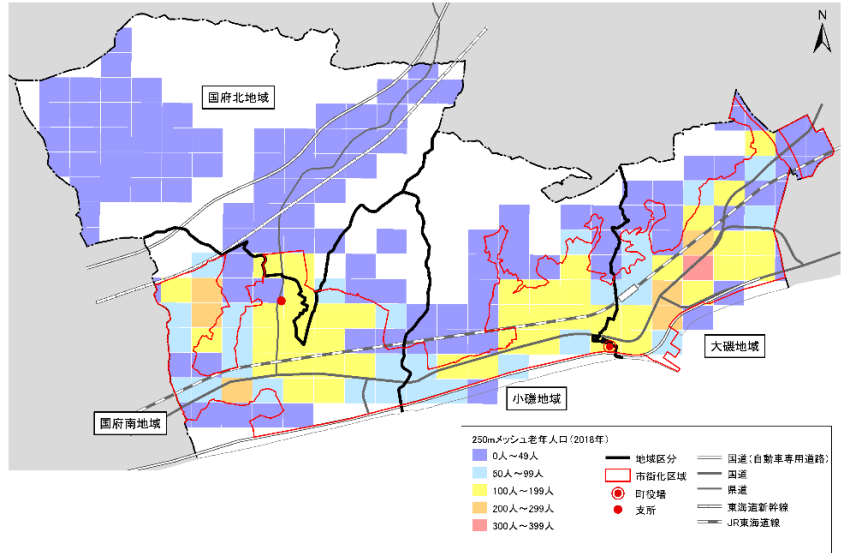 N
国府北地域
大磯地域
小磯地域
国府南地域
250mメッシュ老年人口(2018年)
0人～49人
50人～99人
100人～199人
200人～299人
300人～399人
地域区分
市街化区域
町役場
支所
国道(自動車専用道路)
国道
県道
東海道新幹線
JR東海道線